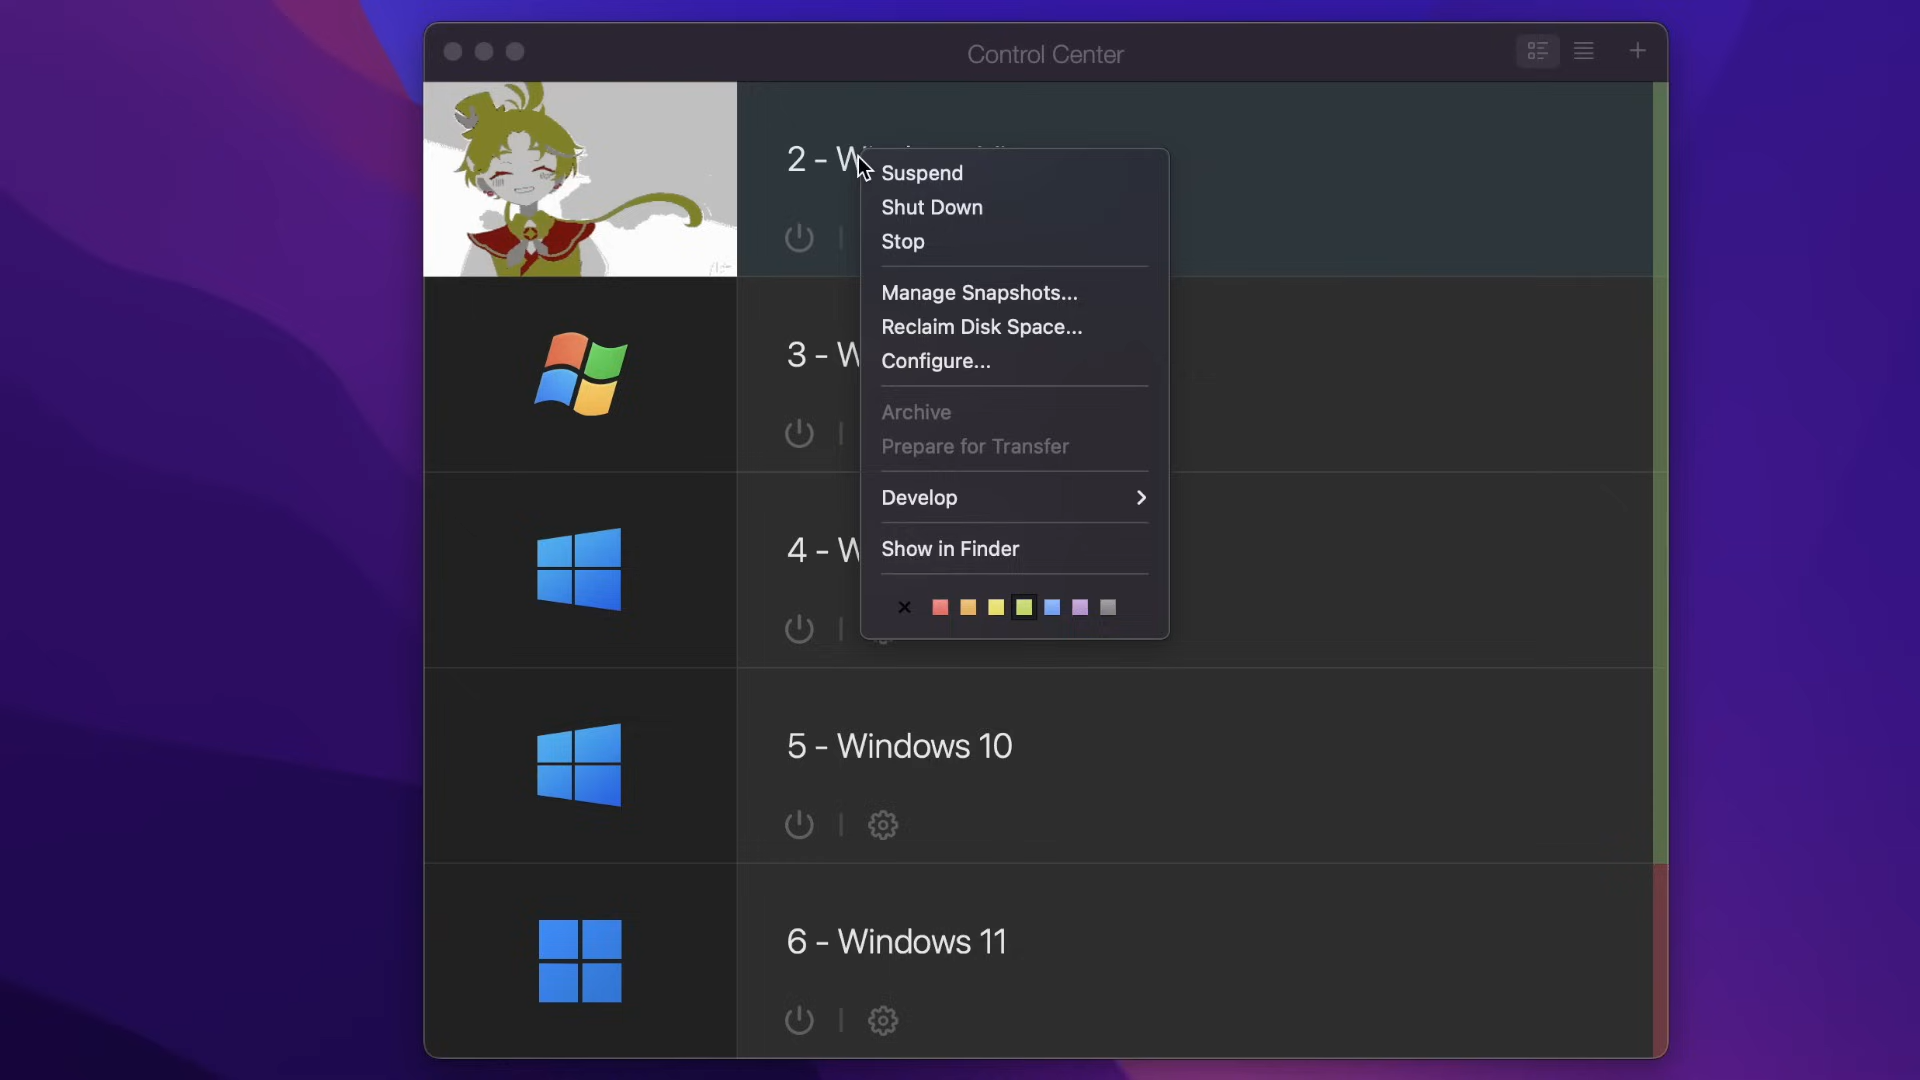 Control Center
2 - W
Suspend
Shut Down
Stop
Manage Snapshots...
Reclaim Disk Space...
3 - W
Configure...
Archive
Prepare for Transfer
Develop
4 - W
Show in Finder
5 - Windows 10
6 - Windows 11